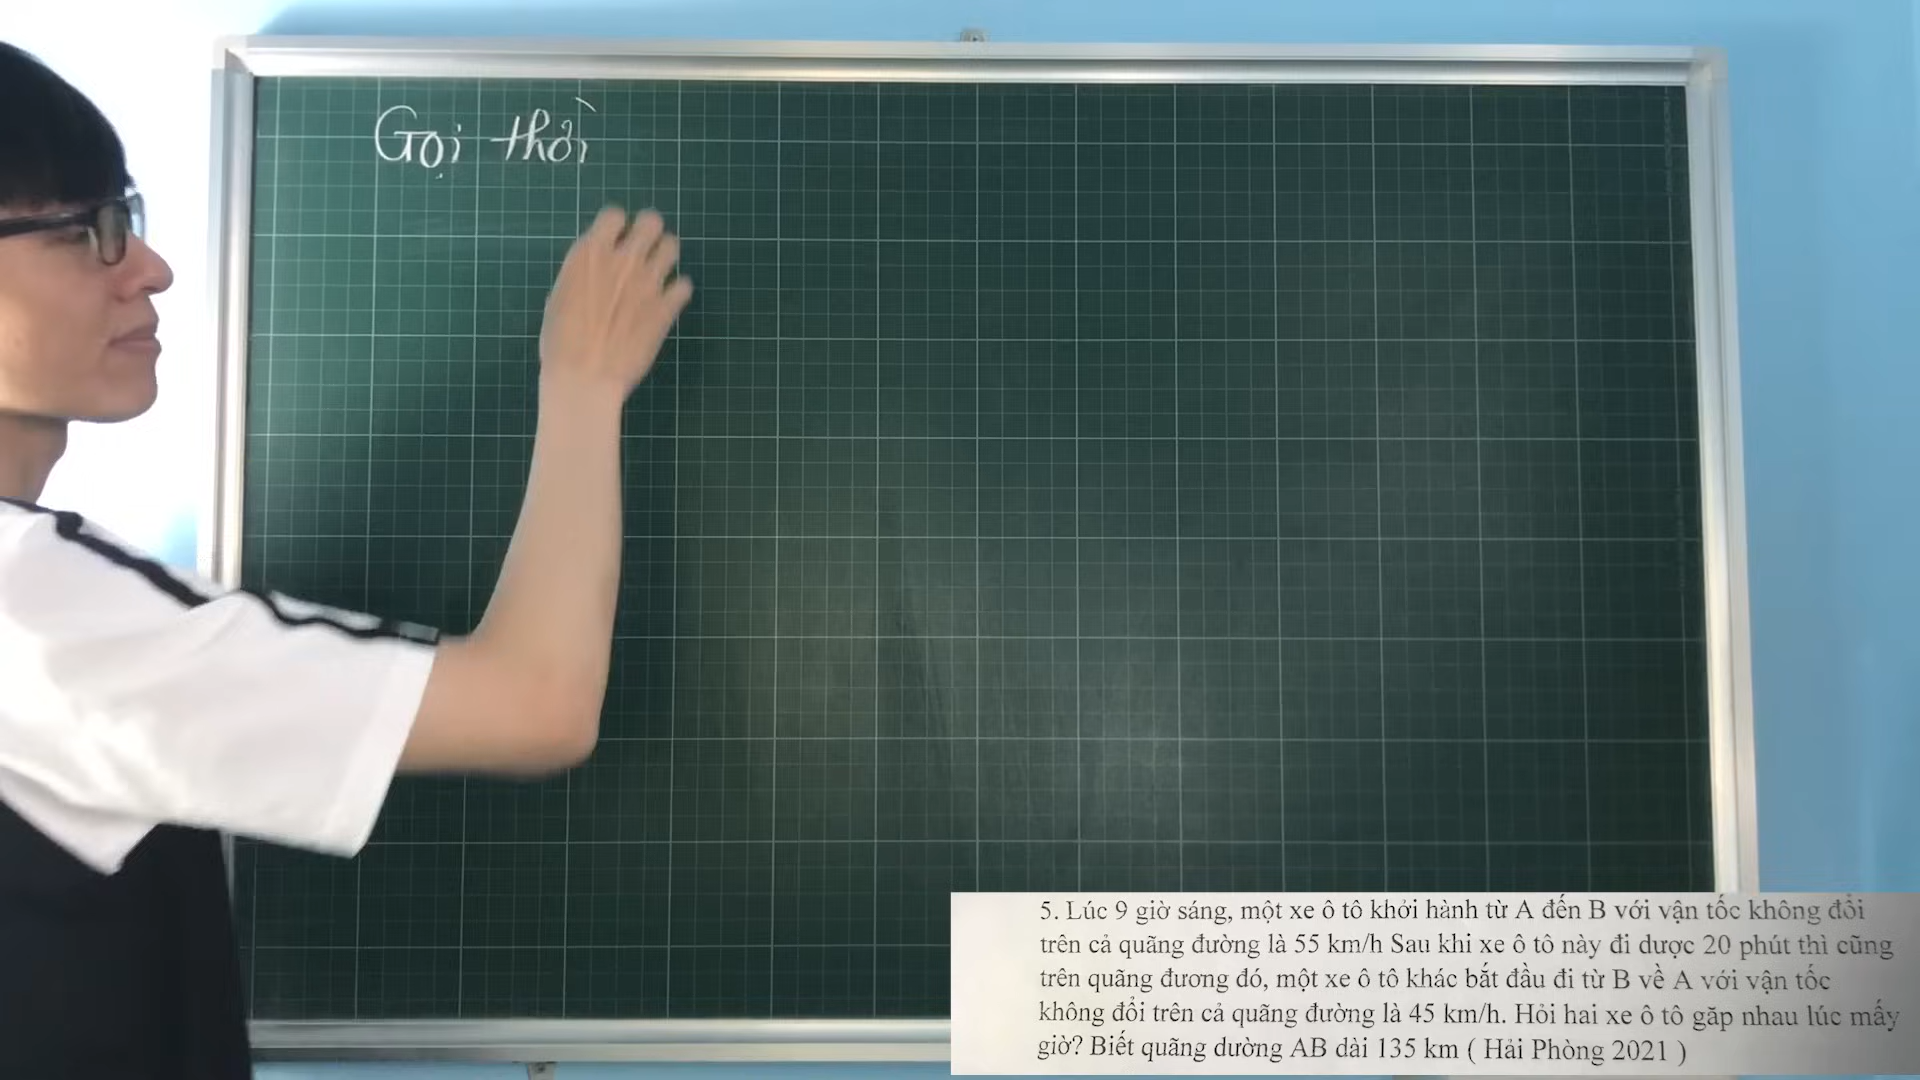 Gọi thời
5. Lúc 9 giờ sáng, một xe ô tô khởi hành từ A đến B với vận tốc không đổi
trên cả quãng đường là 55 km/h Sau khi xe ô tô này đi dược 20 phút thì cũng
trên quãng đương đó, một xe ô tô khác bắt đầu đi từ B về A với vận tốc
không đổi trên cả quãng đường là 45 km/h. Hỏi hai xe ô tô gặp nhau lúc mấy
giờ? Biết quãng dường AB dài 135 km ( Hải Phòng 2021 )